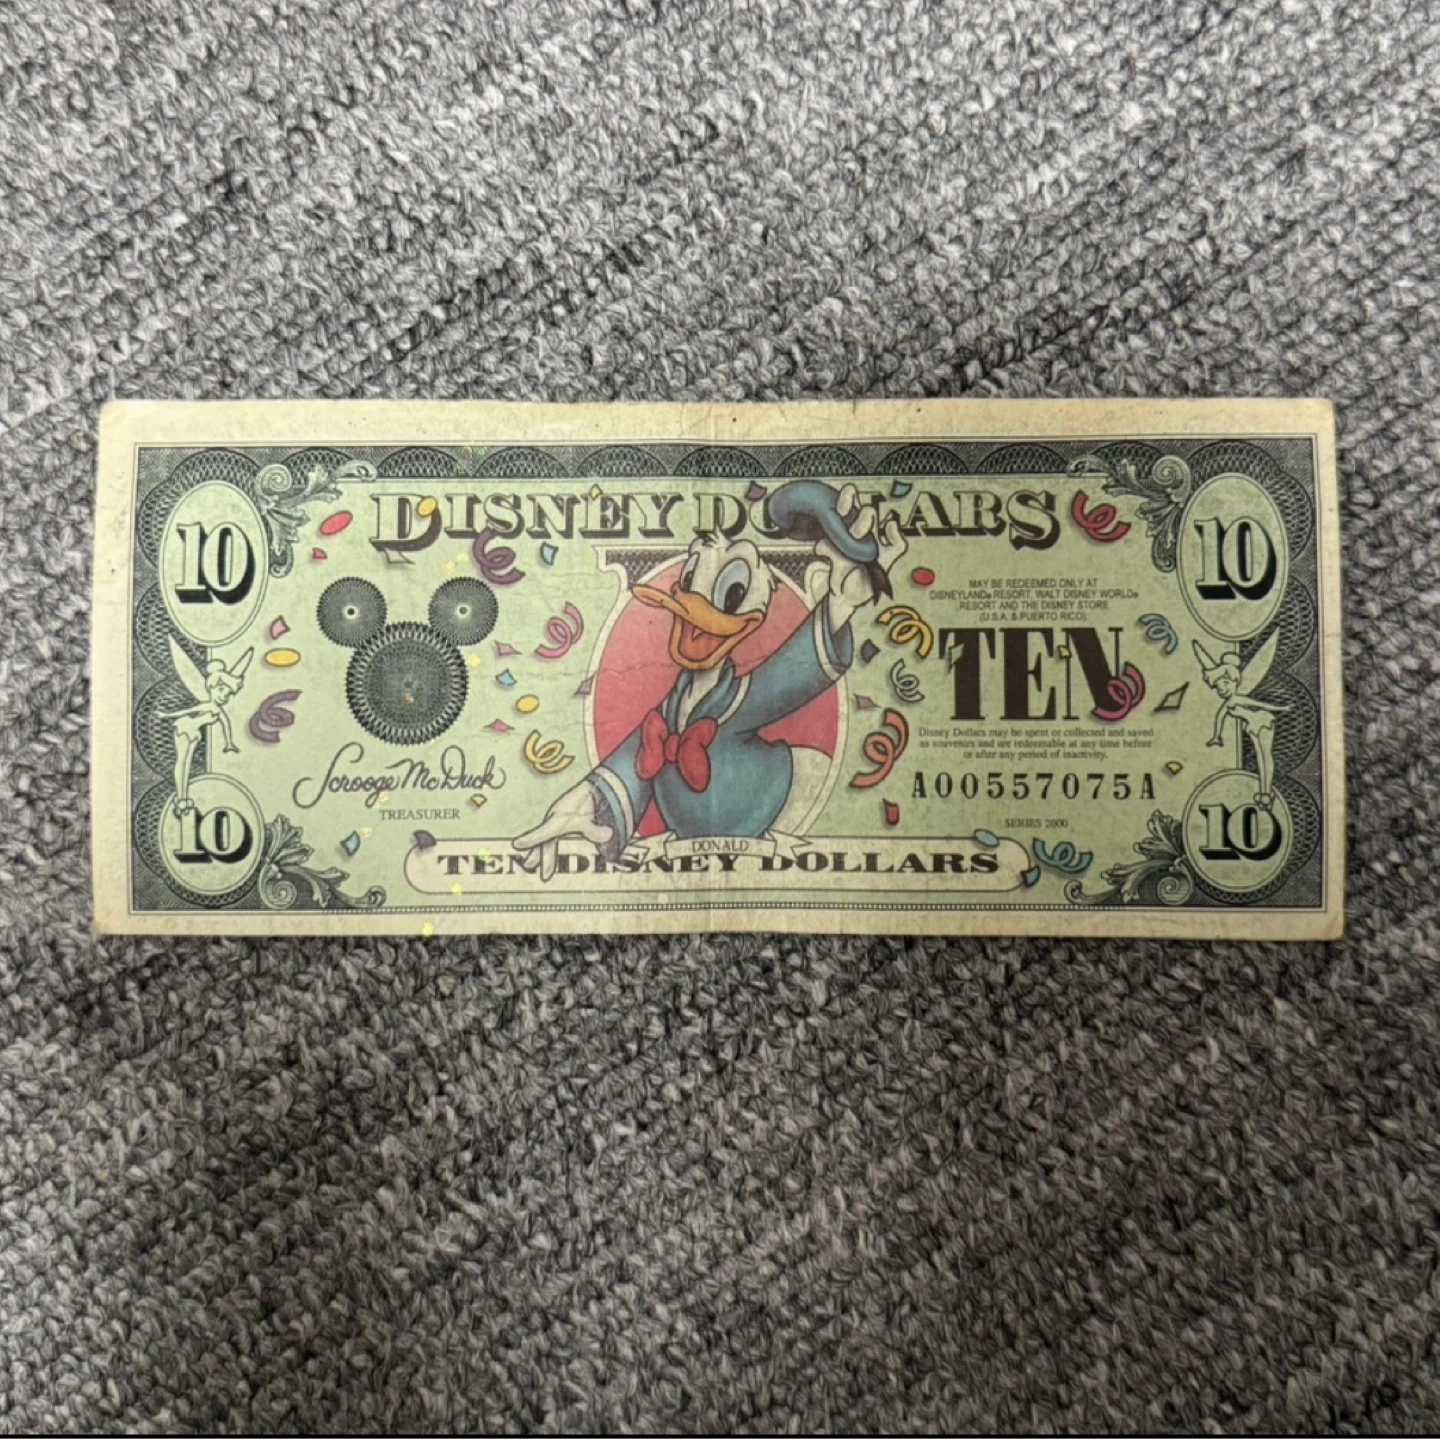 10
DISNEY DOLLARS
10
MAY BE REDEEMED ONLY AT
DISNEYLAND® RESORT, WALT DISNEY WORLD®
RESORT AND THE DISNEY STORE
(U.S.A. & PUERTO RICO).
TEN
Disney Dollars may be spent or collected and saved
as souvenirs and are redeemable at any time before
or after any period of inactivity.
A00557075A
SERIES 2000
Scrooge McDuck
TREASURER
10
DONALD
TEN DISNEY DOLLARS
10